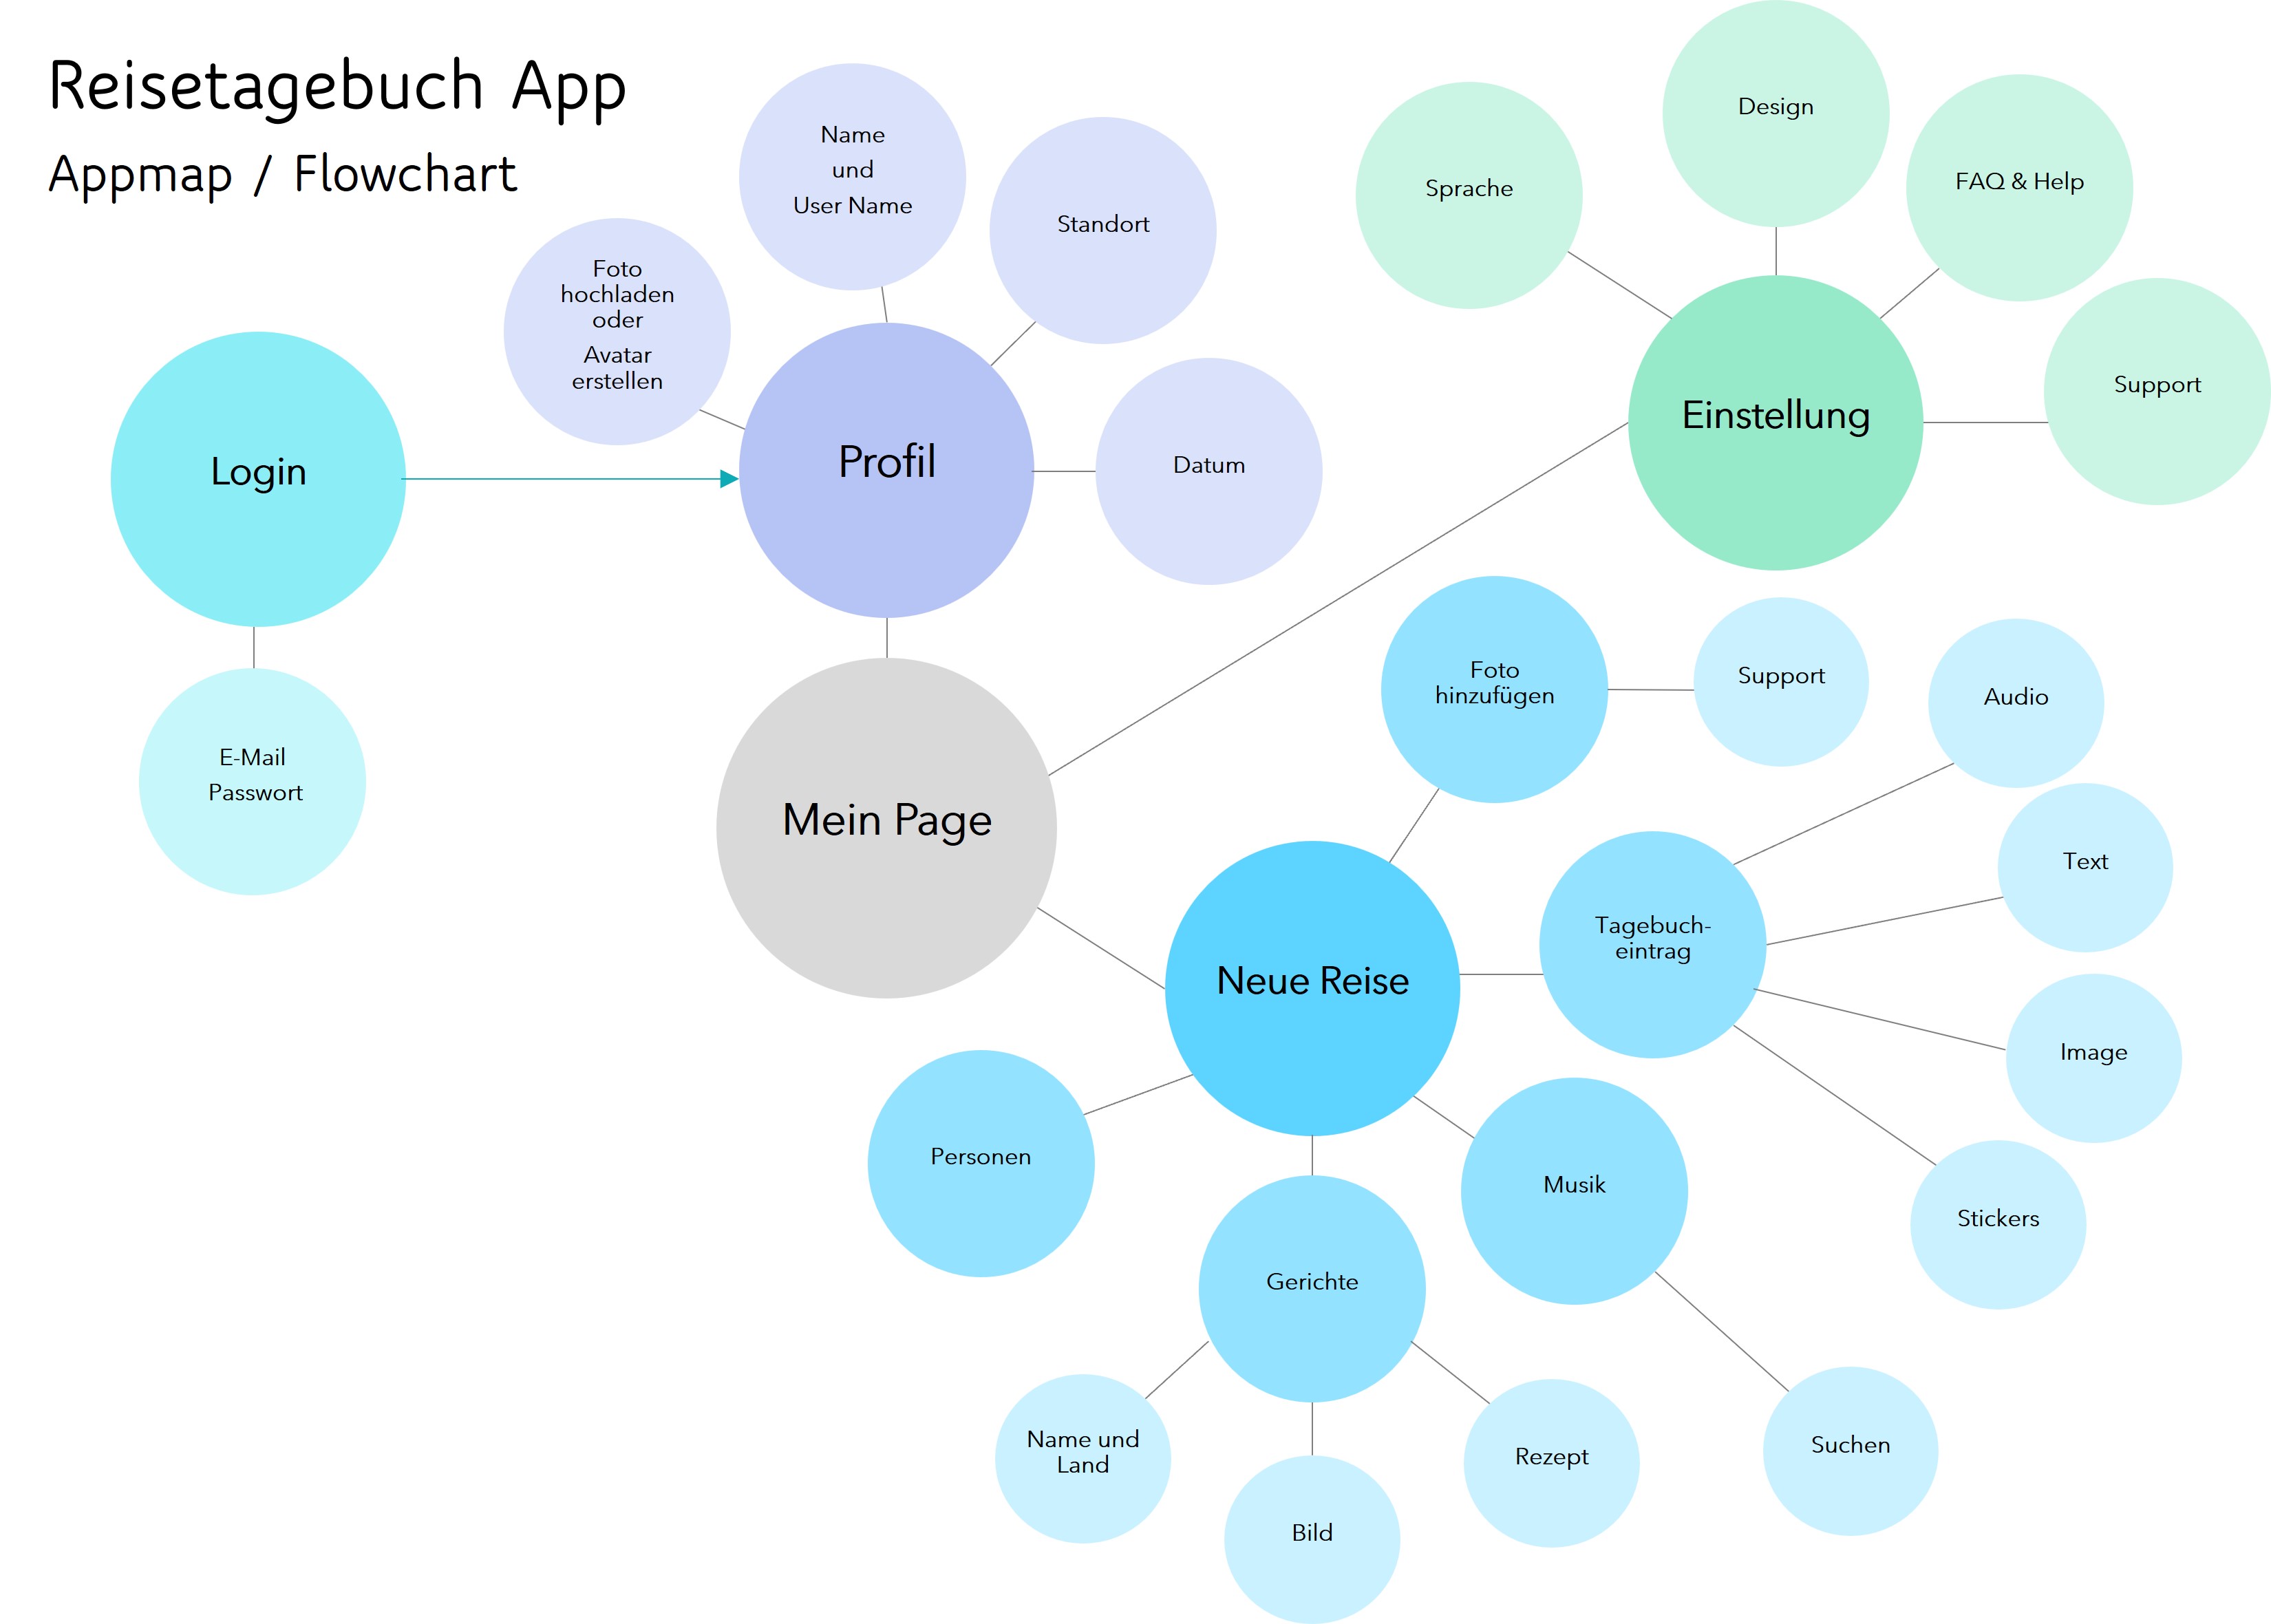 Reisetagebuch App
Appmap / Flowchart
Login
E-Mail
Passwort
Foto
hochladen
oder
Avatar
erstellen
Name
und
User Name
Standort
Profil
Datum
Mein Page
Sprache
Design
FAQ & Help
Support
Einstellung
Foto
hinzufügen
Support
Audio
Text
Tagebuch-
eintrag
Image
Stickers
Neue Reise
Personen
Musik
Gerichte
Name und
Land
Bild
Rezept
Suchen